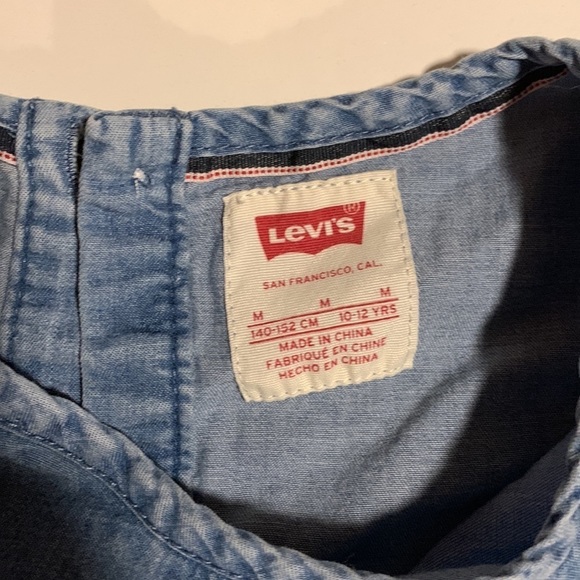 LEVI'S ®
SAN FRANCISCO, CAL.
M M M
140-152 CM 10-12 YRS
MADE IN CHINA
FABRIQUÉ EN CHINE
HECHO EN CHINA